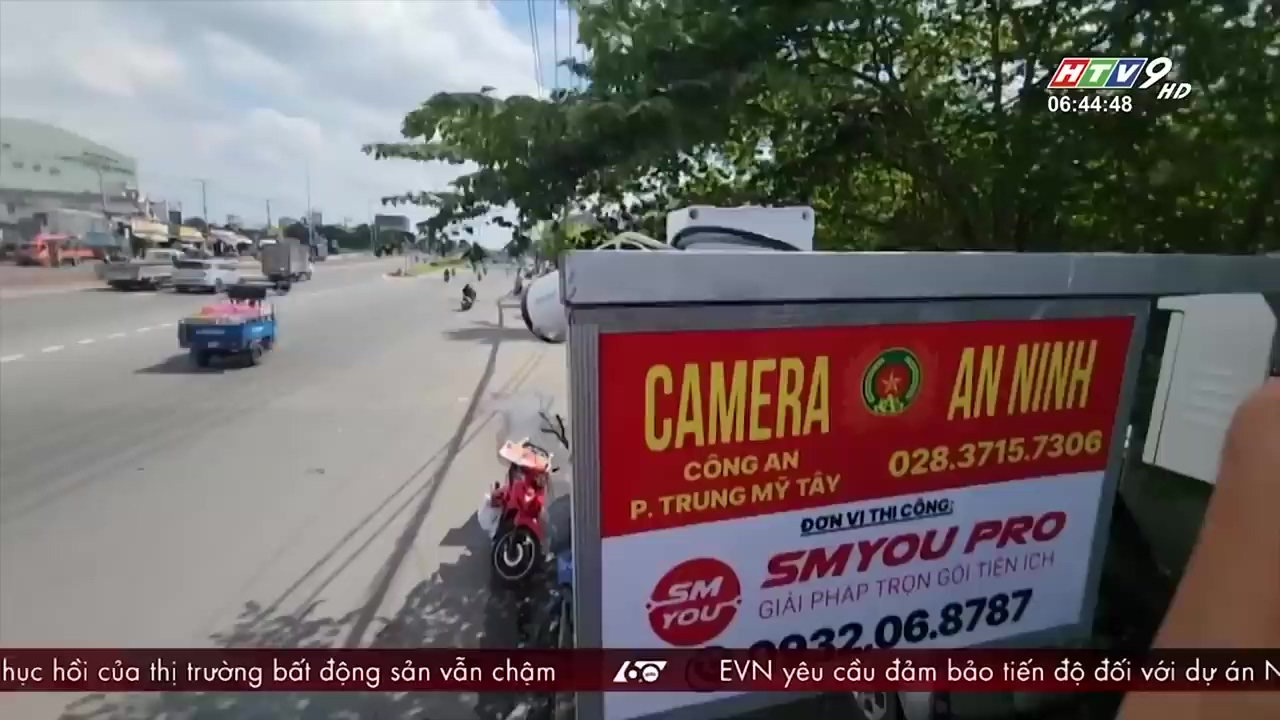 HTV9
HD
06:44:48
CAMERA AN NINH
CÔNG AN
P. TRUNG MỸ TÂY
028.3715.7306
ĐƠN VỊ THI CÔNG:
SMYOU PRO
GIẢI PHÁP TRỌN GÓI TIỆN ÍCH
SM
YOU
0932.06.8787
hục hồi của thị trường bất động sản vẫn chậm
60
EVN yêu cầu đảm bảo tiến độ đối với dự án N